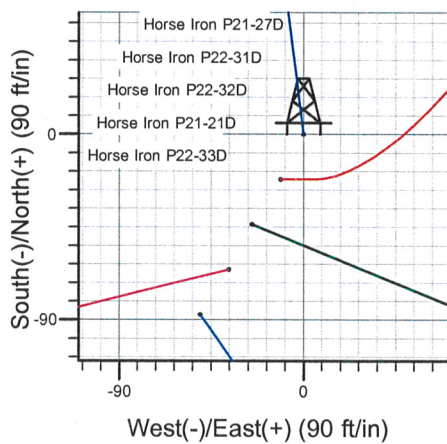 Horse Iron P21-27D
Horse Iron P22-31D
Horse Iron P22-32D
Horse Iron P21-21D
Horse Iron P22-33D
South(-)/North(+) (90 ft/in)
0
-90
-90
0
West(-)/East(+) (90 ft/in)